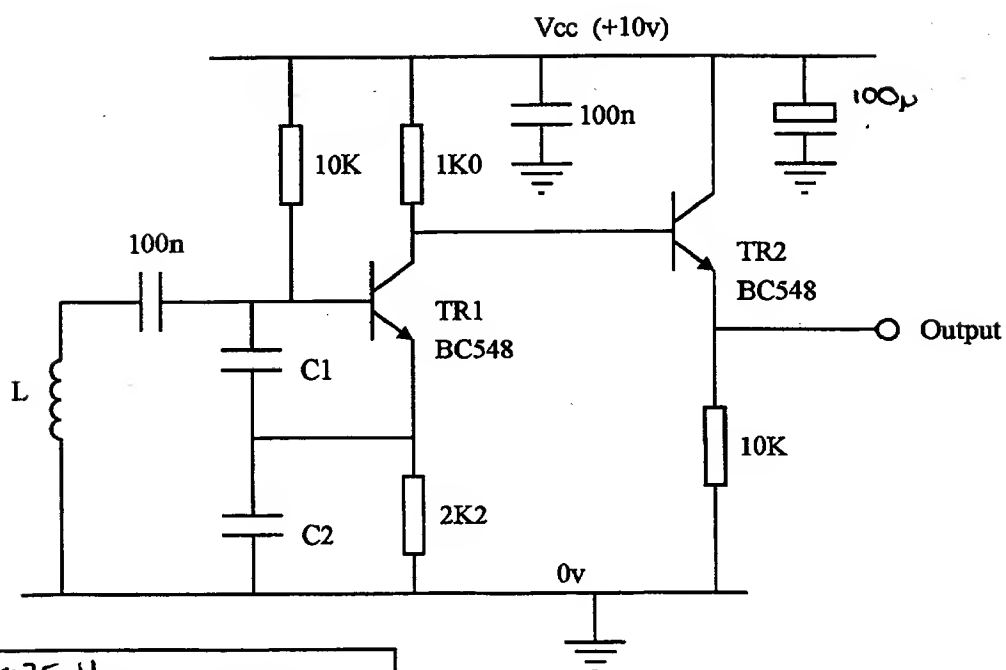 Vcc (+10v)
100µ
100n
10K
1K0
100n
TR2
BC548
TR1
BC548
Output
L
C1
10K
2K2
C2
0v